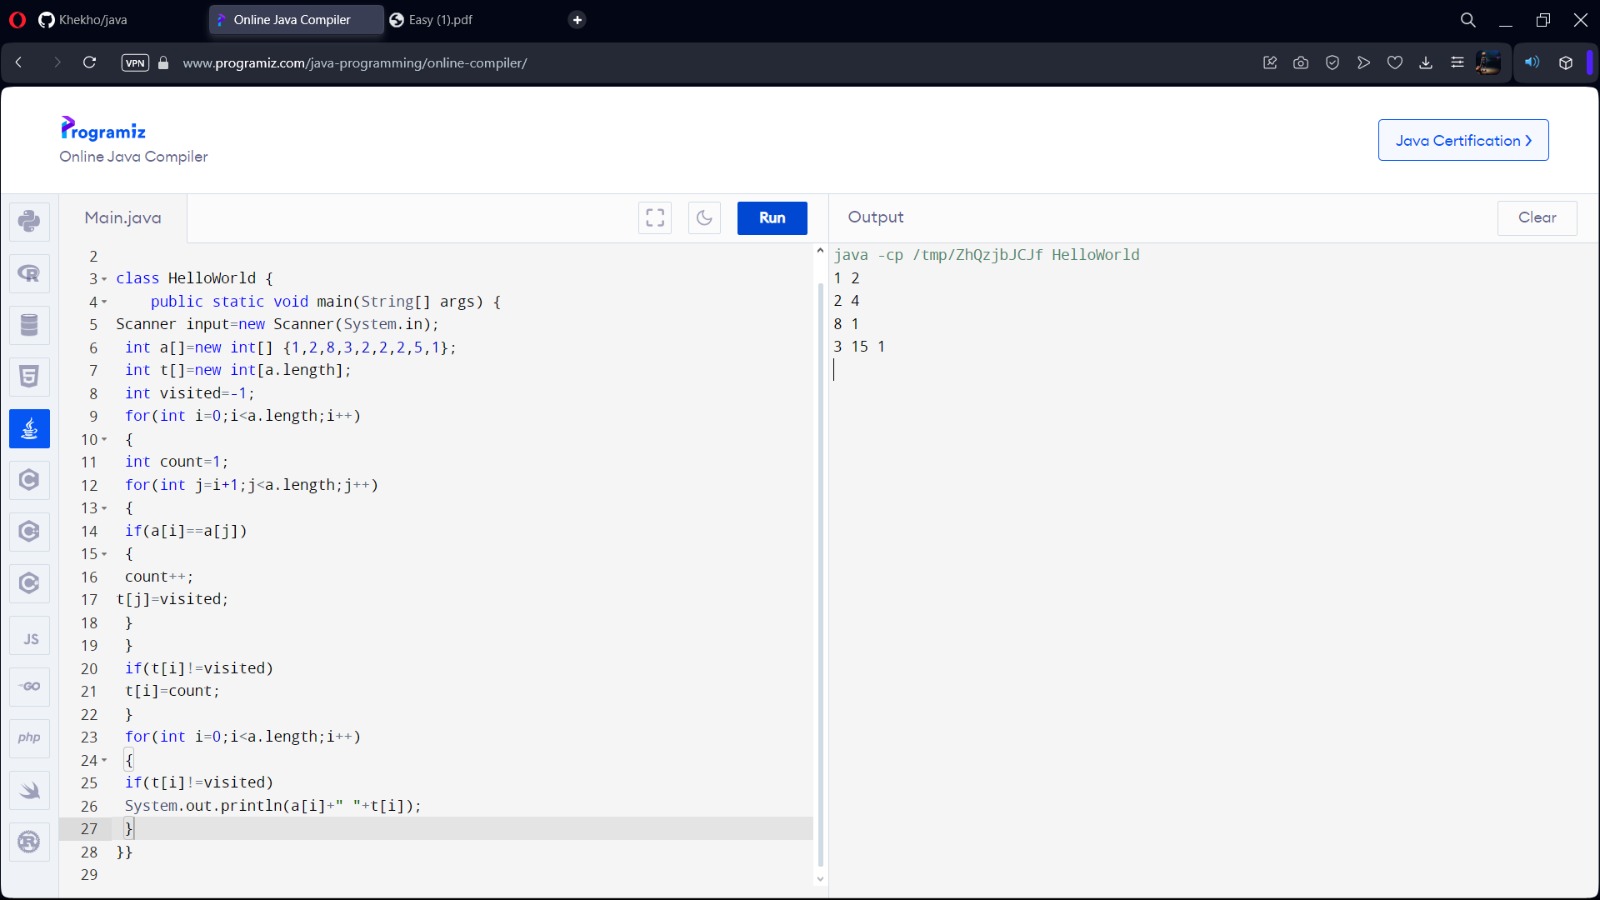 Khekho/java
Online Java Compiler
Easy (1).pdf
VPN
www.programiz.com/java-programming/online-compiler/
Programiz
Online Java Compiler
Java Certification
Main.java
Run
Output
Clear
2
3 class HelloWorld {
4 public static void main(String[] args) {
5 Scanner input=new Scanner(System.in);
6 int a[]=new int[] {1,2,8,3,2,2,2,5,1};
7 int t[]=new int[a.length];
8 int visited=-1;
9 for(int i=0;i<a.length;i++)
10 {
11 int count=1;
12 for(int j=i+1;j<a.length;j++)
13 {
14 if(a[i]==a[j])
15 {
16 count++;
17 t[j]=visited;
18 }
19 }
20 if(t[i]!=visited)
21 t[i]=count;
22 }
23 for(int i=0;i<a.length;i++)
24 {
25 if(t[i]!=visited)
26 System.out.println(a[i]+" "+t[i]);
27 }
28 }}
29
java -cp /tmp/ZhQzjbJCJf HelloWorld
1 2
2 4
8 1
3 15 1
JS
GO
php